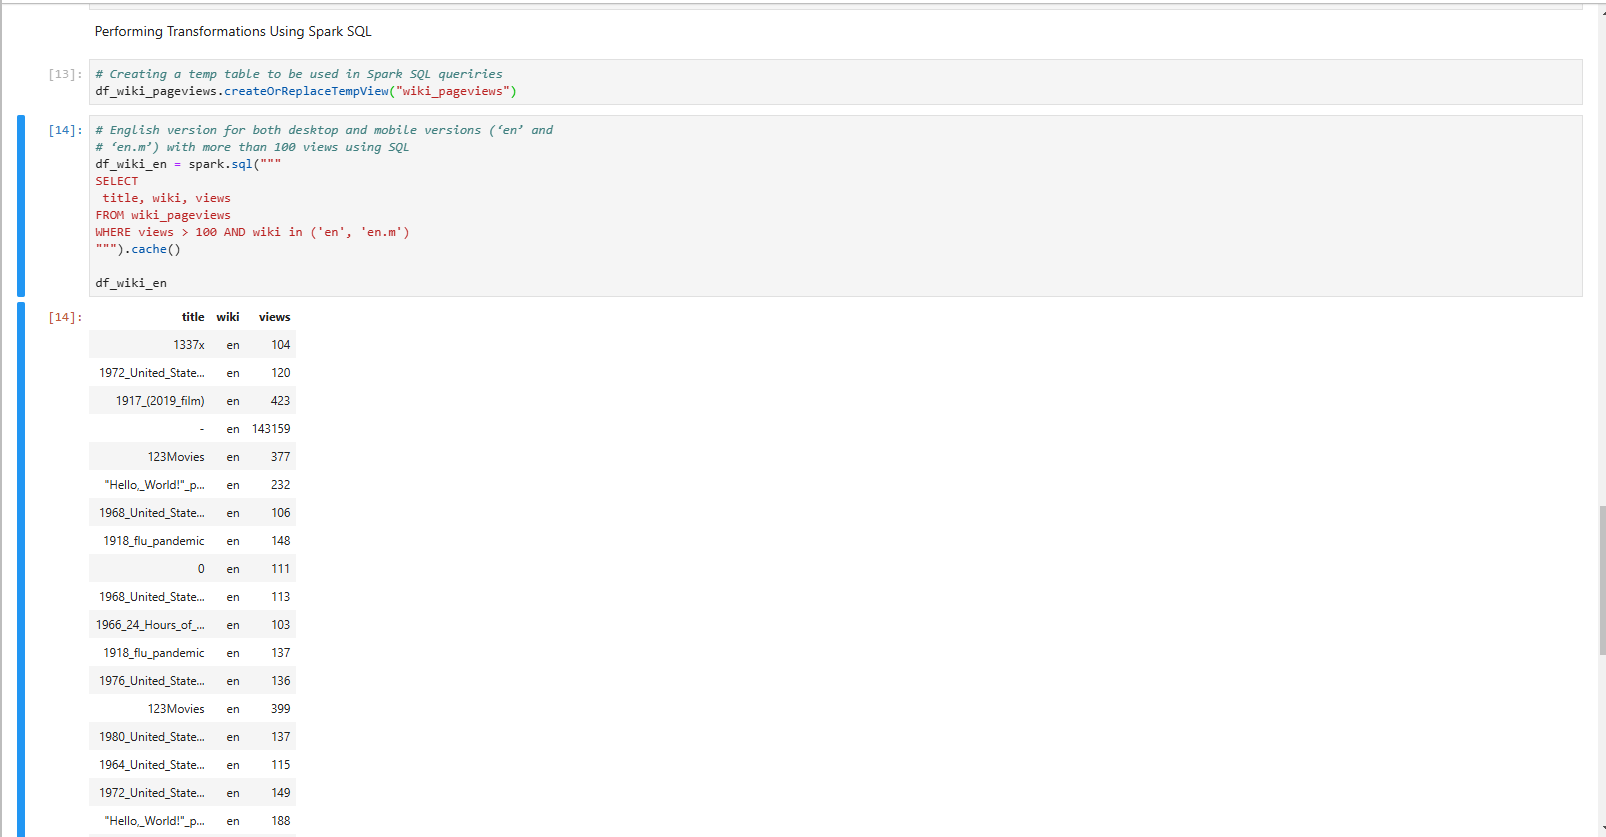 Performing Transformations Using Spark SQL
[13]: # Creating a temp table to be used in Spark SQL queriries
df_wiki_pageviews.createOrReplaceTempView("wiki_pageviews")
[14]: # English version for both desktop and mobile versions (‘en’ and
# ‘en.m’) with more than 100 views using SQL
df_wiki_en = spark.sql("""
SELECT
 title, wiki, views
FROM wiki_pageviews
WHERE views > 100 AND wiki in ('en', 'en.m')
""").cache()
df_wiki_en
[14]: title wiki views
1337x en 104
1972_United_State... en 120
1917_(2019_film) en 423
- en 143159
123Movies en 377
"Hello,_World!"_p... en 232
1968_United_State... en 106
1918_flu_pandemic en 148
0 en 111
1968_United_State... en 113
1966_24_Hours_of_... en 103
1918_flu_pandemic en 137
1976_United_State... en 136
123Movies en 399
1980_United_State... en 137
1964_United_State... en 115
1972_United_State... en 149
"Hello,_World!"_p... en 188